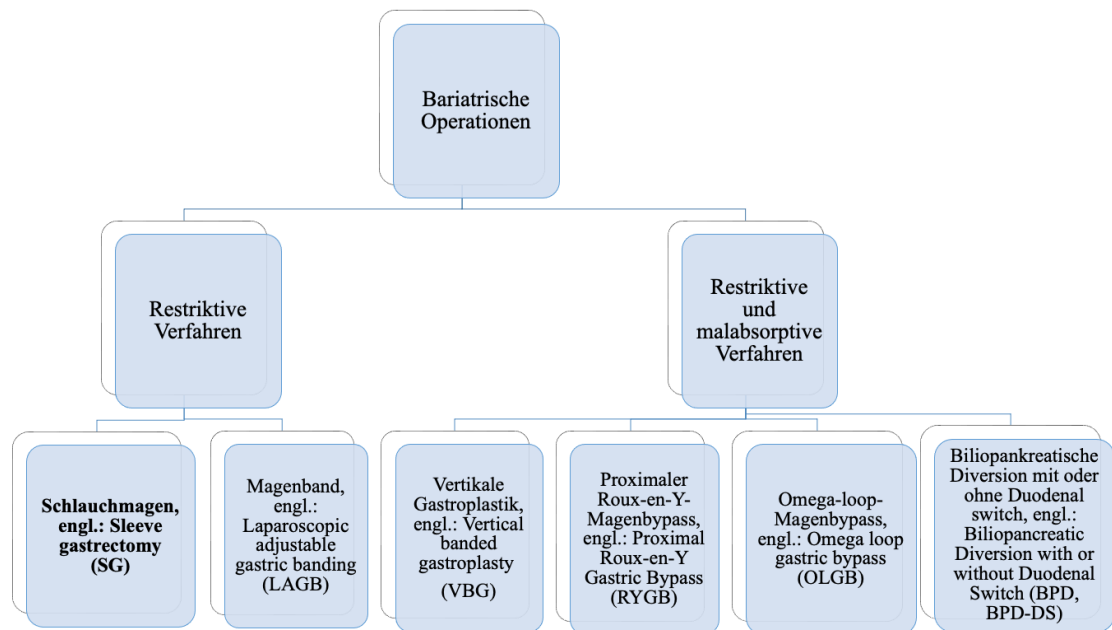 Bariatrische
Operationen
Restriktive
Verfahren
Restriktive
und
malabsorptive
Verfahren
Schlauchmagen,
engl.: Sleeve
gastrectomy
(SG)
Magenband,
engl.:
Laparoscopic
adjustable
gastric banding
(LAGB)
Vertikale
Gastroplastik,
engl.: Vertical
banded
gastroplasty
(VBG)
Proximaler
Roux-en-Y-
Magenbypass,
engl.: Proximal
Roux-en-Y
Gastric Bypass
(RYGB)
Omega-loop-
Magenbypass,
engl.: Omega loop
gastric bypass
(OLGB)
Biliopankreatische
Diversion mit oder
ohne Duodenal
switch, engl.:
Biliopancreatic
Diversion with or
without Duodenal
Switch (BPD,
BPD-DS)